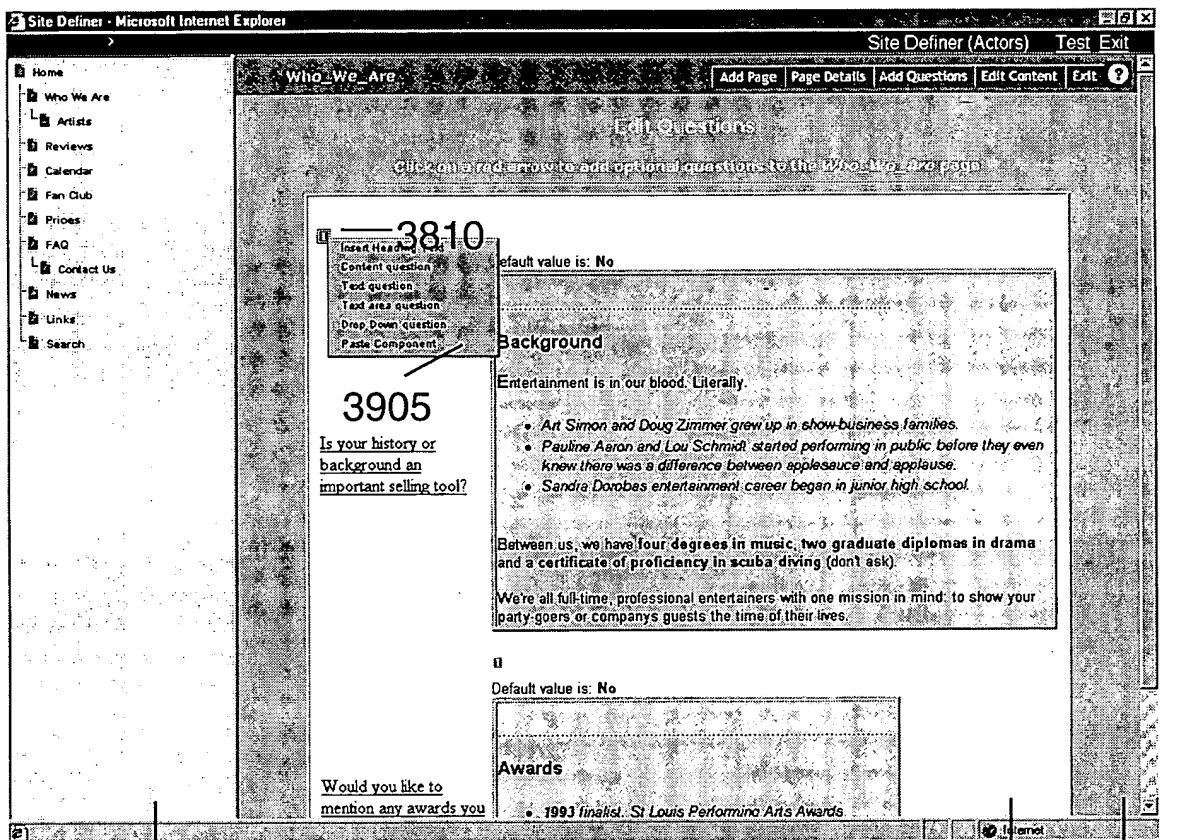 Site Definer - Microsoft Internet Explorer
Site Definer (Actors) Test Exit
Home
Who We Are
Artists
Reviews
Calendar
Fan Club
Prices
FAQ
Contact Us
News
Links
Search
Who_We_Are
Add Page Page Details Add Questions Edit Content Exit ?
Edit Questions
Click on a red arrow to add optional questions to the Who_We_Are page
3810
Insert Heading Text
Content question
Text question
Text area question
Drop Down question
Paste Component
3905
efault value is: No
Background
Entertainment is in our blood. Literally.
• Art Simon and Doug Zimmer grew up in show-business families.
• Pauline Aaron and Lou Schmidt started performing in public before they even
knew there was a difference between applesauce and applause.
• Sandra Dorobas entertainment career began in junior high school.
Is your history or
background an
important selling tool?
Between us, we have four degrees in music, two graduate diplomas in drama
and a certificate of proficiency in scuba diving (don't ask).
We're all full-time, professional entertainers with one mission in mind: to show your
party-goers or companys guests the time of their lives.
Default value is: No
Awards
Would you like to
mention any awards you
• 1993 finalist, St Louis Performing Arts Awards
Internet